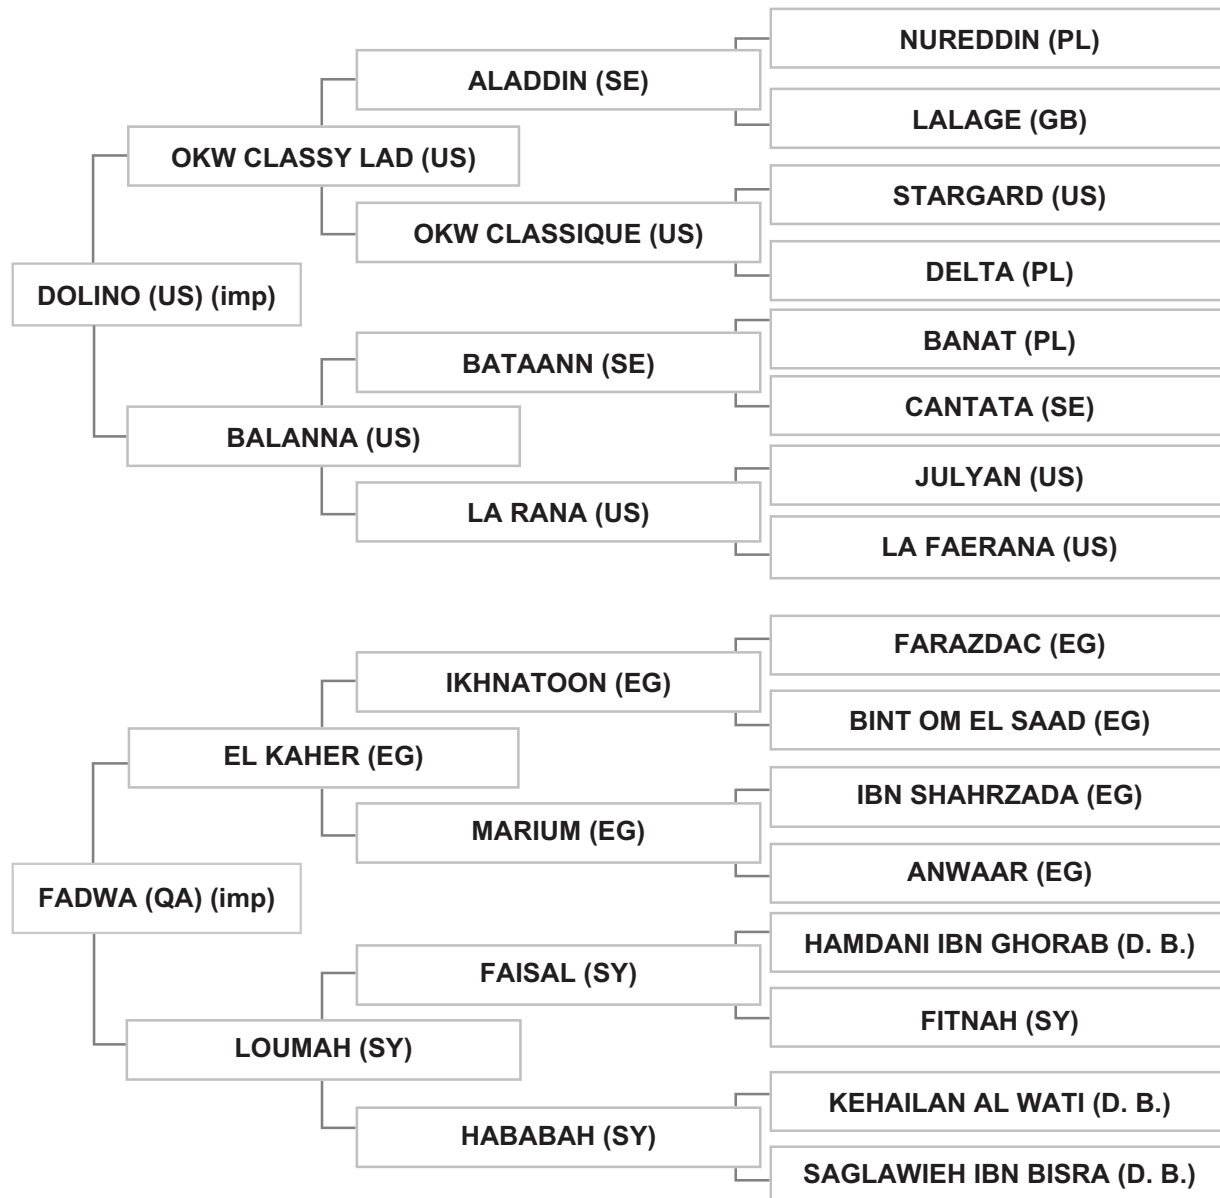 NUREDDIN (PL)
ALADDIN (SE)
LALAGE (GB)
OKW CLASSY LAD (US)
STARGARD (US)
OKW CLASSIQUE (US)
DELTA (PL)
DOLINO (US) (imp)
BANAT (PL)
BATAANN (SE)
CANTATA (SE)
BALANNA (US)
JULYAN (US)
LA RANA (US)
LA FAERANA (US)
FARAZDAC (EG)
IKHNATOON (EG)
BINT OM EL SAAD (EG)
EL KAHER (EG)
IBN SHAHRZADA (EG)
MARIUM (EG)
ANWAAR (EG)
FADWA (QA) (imp)
HAMDANI IBN GHORAB (D. B.)
FAISAL (SY)
FITNAH (SY)
LOUMAH (SY)
KEHAILAN AL WATI (D. B.)
HABABAH (SY)
SAGLAWIEH IBN BISRA (D. B.)